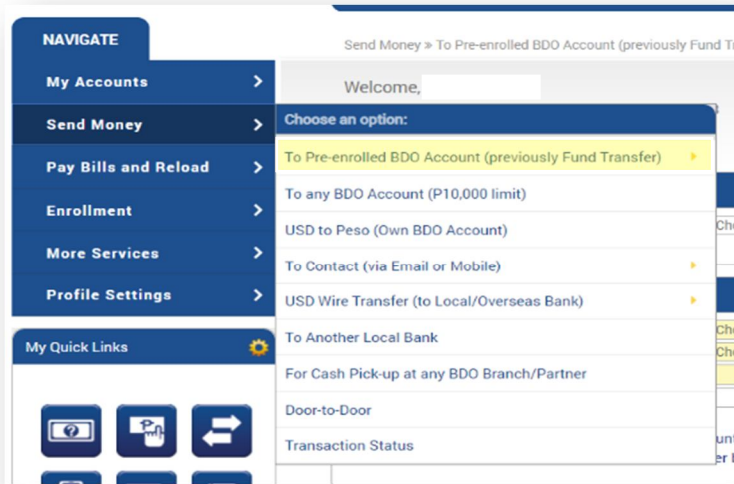 NAVIGATE
Send Money » To Pre-enrolled BDO Account (previously Fund
My Accounts
Welcome,
Send Money
Choose an option:
To Pre-enrolled BDO Account (previously Fund Transfer)
Pay Bills and Reload
To any BDO Account (P10,000 limit)
Enrollment
USD to Peso (Own BDO Account)
More Services
To Contact (via Email or Mobile)
Profile Settings
USD Wire Transfer (to Local/Overseas Bank)
To Another Local Bank
My Quick Links
For Cash Pick-up at any BDO Branch/Partner
Door-to-Door
Transaction Status